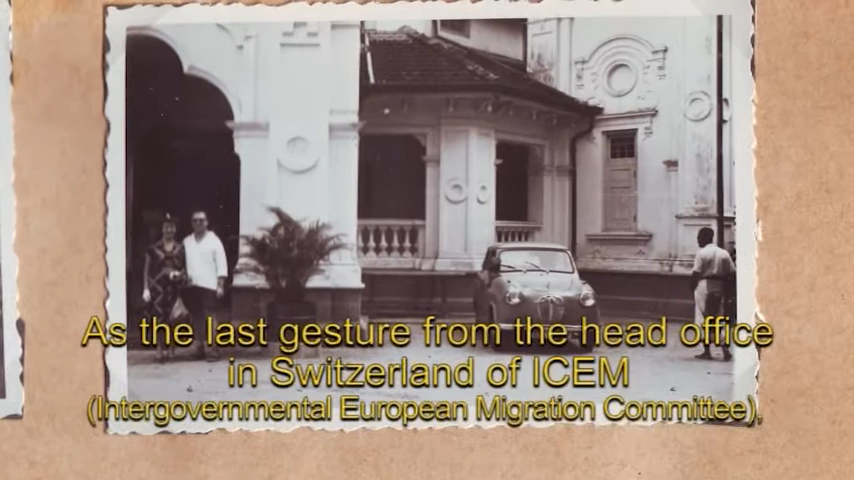 As the last gesture from the head office
in Switzerland of ICEM
(Intergovernmental European Migration Committee),